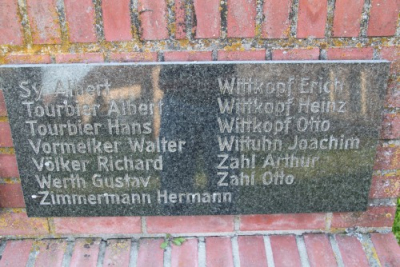 Sy Albert
Tourbier Albert
Tourbier Hans
Vormelker Walter
Völker Richard
Werth Gustav
Zimmermann Hermann
Wittkopf Erich
Wittkopf Heinz
Wittkopf Otto
Wittuhn Joachim
Zahl Arthur
Zahl Otto